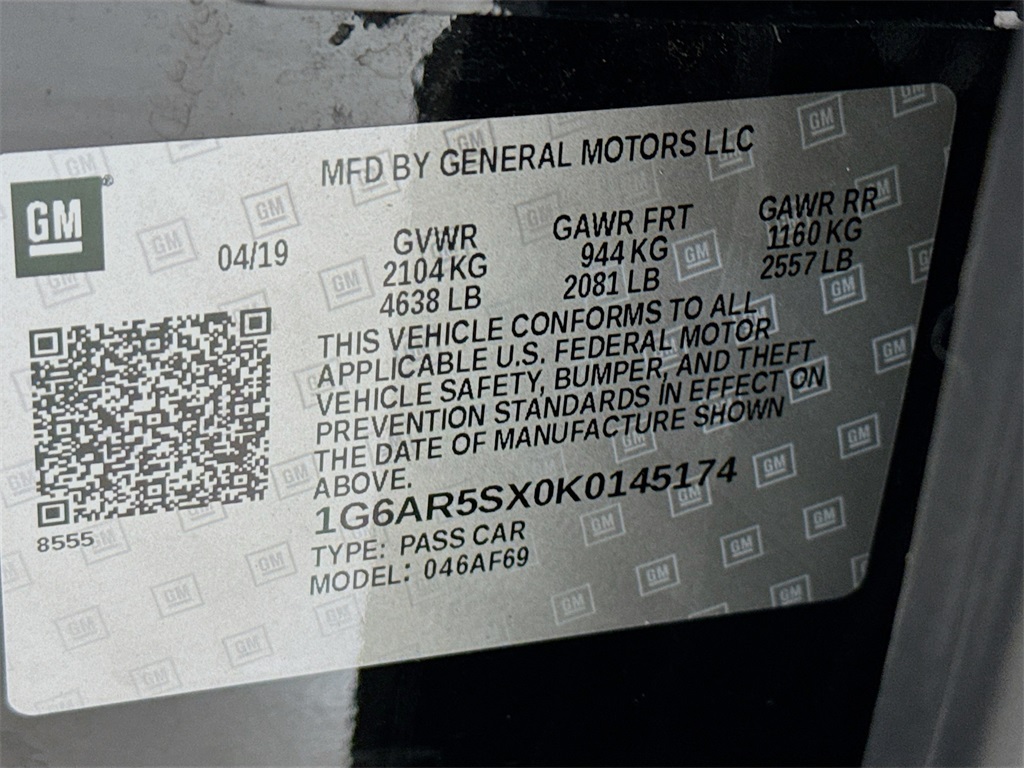 MFD BY GENERAL MOTORS LLC
GM
®
04/19
GVWR
2104 KG
4638 LB
GAWR FRT
944 KG
2081 LB
GAWR RR
1160 KG
2557 LB
THIS VEHICLE CONFORMS TO ALL
APPLICABLE U.S. FEDERAL MOTOR
VEHICLE SAFETY, BUMPER, AND THEFT
PREVENTION STANDARDS IN EFFECT ON
THE DATE OF MANUFACTURE SHOWN
ABOVE.
1G6AR5SX0K0145174
TYPE: PASS CAR
MODEL: 046AF69
8555